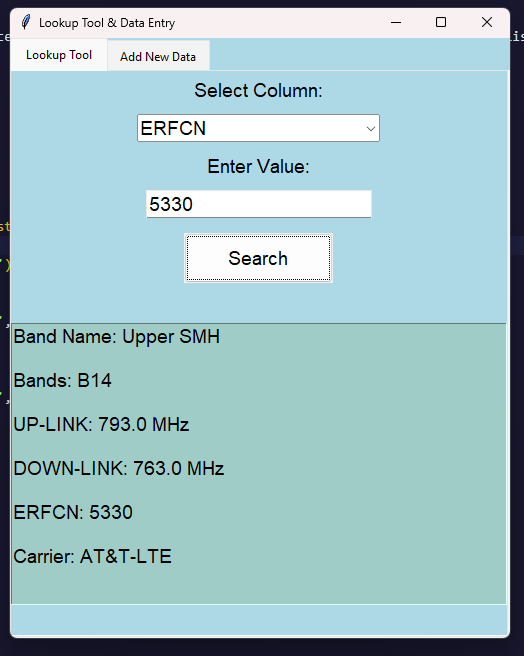 Lookup Tool & Data Entry
Lookup Tool
Add New Data
Select Column:
ERFCN
Enter Value:
5330
Search
Band Name: Upper SMH
Bands: B14
UP-LINK: 793.0 MHz
DOWN-LINK: 763.0 MHz
ERFCN: 5330
Carrier: AT&T-LTE